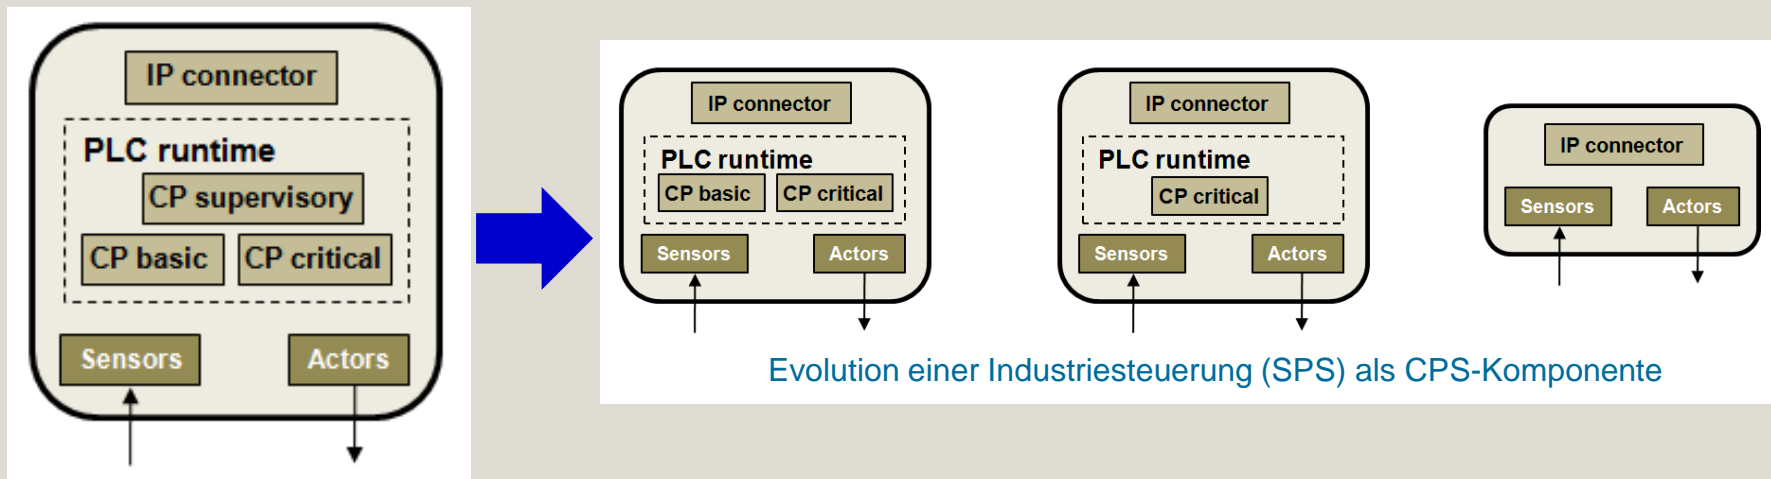 IP connector
PLC runtime
CP supervisory
CP basic
CP critical
Sensors
Actors
IP connector
PLC runtime
CP basic
CP critical
Sensors
Actors
IP connector
PLC runtime
CP critical
Sensors
Actors
IP connector
Sensors
Actors
Evolution einer Industriesteuerung (SPS) als CPS-Komponente